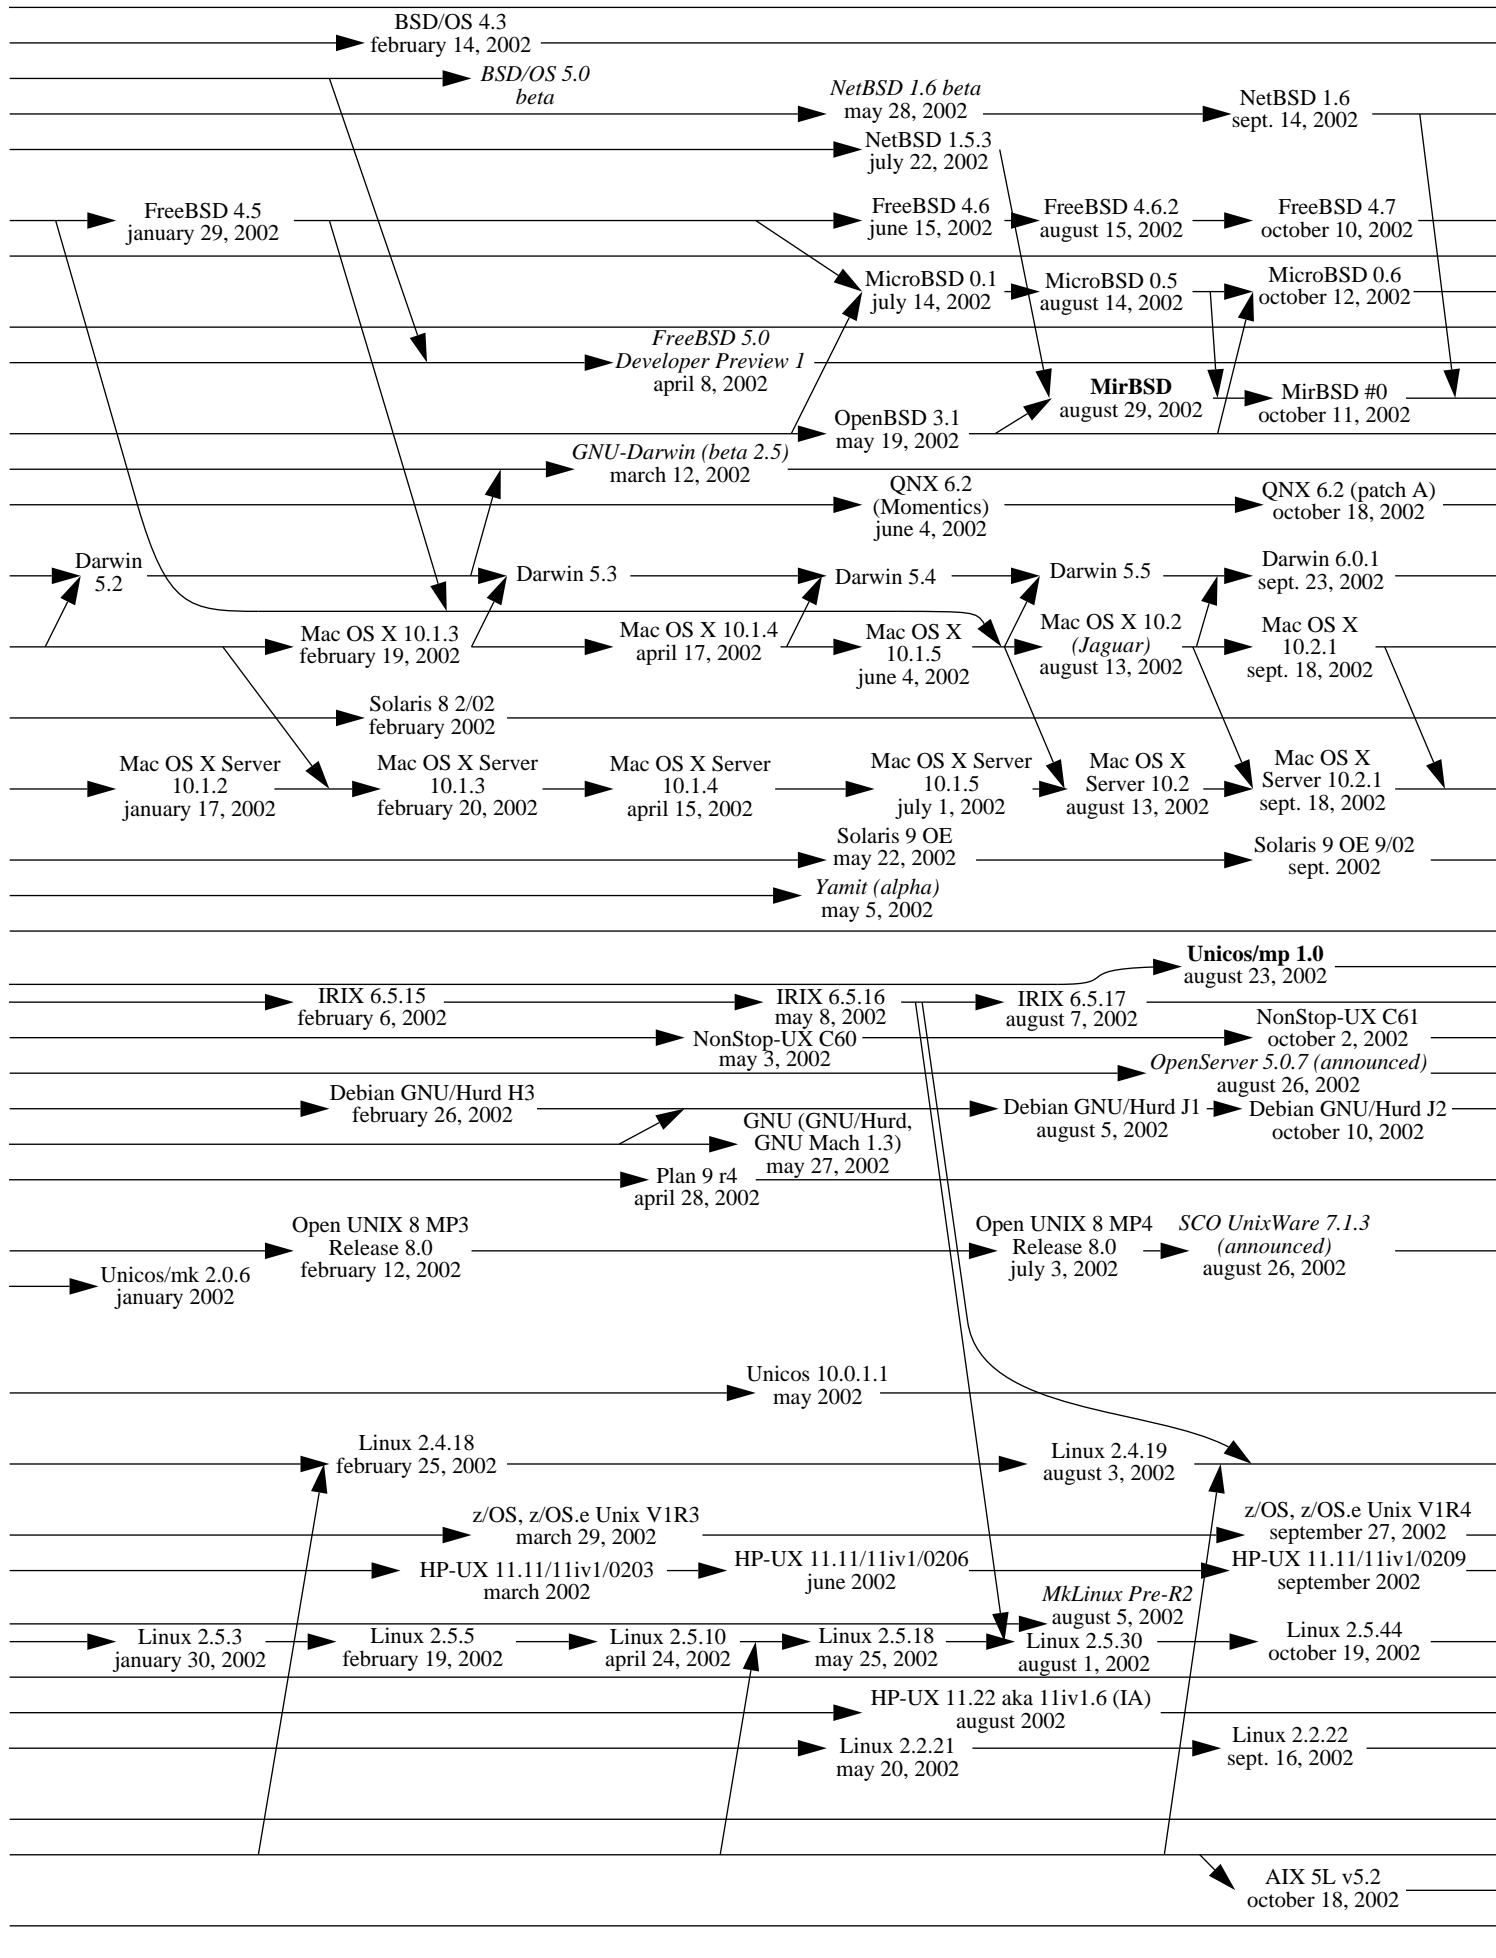 BSD/OS 4.3
february 14, 2002
BSD/OS 5.0
beta
NetBSD 1.6 beta
may 28, 2002
NetBSD 1.6
sept. 14, 2002
NetBSD 1.5.3
july 22, 2002
FreeBSD 4.5
january 29, 2002
FreeBSD 4.6
june 15, 2002
FreeBSD 4.6.2
august 15, 2002
FreeBSD 4.7
october 10, 2002
MicroBSD 0.1
july 14, 2002
MicroBSD 0.5
august 14, 2002
MicroBSD 0.6
october 12, 2002
FreeBSD 5.0
Developer Preview 1
april 8, 2002
MirBSD
august 29, 2002
MirBSD #0
october 11, 2002
OpenBSD 3.1
may 19, 2002
GNU-Darwin (beta 2.5)
march 12, 2002
QNX 6.2
(Momentics)
june 4, 2002
QNX 6.2 (patch A)
october 18, 2002
Darwin
5.2
Darwin 5.3
Darwin 5.4
Darwin 5.5
Darwin 6.0.1
sept. 23, 2002
Mac OS X 10.1.3
february 19, 2002
Mac OS X 10.1.4
april 17, 2002
Mac OS X
10.1.5
june 4, 2002
Mac OS X 10.2
(Jaguar)
august 13, 2002
Mac OS X
10.2.1
sept. 18, 2002
Solaris 8 2/02
february 2002
Mac OS X Server
10.1.2
january 17, 2002
Mac OS X Server
10.1.3
february 20, 2002
Mac OS X Server
10.1.4
april 15, 2002
Mac OS X Server
10.1.5
july 1, 2002
Mac OS X
Server 10.2
august 13, 2002
Mac OS X
Server 10.2.1
sept. 18, 2002
Solaris 9 OE
may 22, 2002
Solaris 9 OE 9/02
sept. 2002
Yamit (alpha)
may 5, 2002
Unicos/mp 1.0
august 23, 2002
IRIX 6.5.15
february 6, 2002
IRIX 6.5.16
may 8, 2002
IRIX 6.5.17
august 7, 2002
NonStop-UX C60
may 3, 2002
NonStop-UX C61
october 2, 2002
OpenServer 5.0.7 (announced)
august 26, 2002
Debian GNU/Hurd H3
february 26, 2002
Debian GNU/Hurd J1
august 5, 2002
Debian GNU/Hurd J2
october 10, 2002
GNU (GNU/Hurd,
GNU Mach 1.3)
may 27, 2002
Plan 9 r4
april 28, 2002
Open UNIX 8 MP3
Release 8.0
february 12, 2002
Open UNIX 8 MP4
Release 8.0
july 3, 2002
SCO UnixWare 7.1.3
(announced)
august 26, 2002
Unicos/mk 2.0.6
january 2002
Unicos 10.0.1.1
may 2002
Linux 2.4.18
february 25, 2002
Linux 2.4.19
august 3, 2002
z/OS, z/OS.e Unix V1R3
march 29, 2002
z/OS, z/OS.e Unix V1R4
september 27, 2002
HP-UX 11.11/11iv1/0203
march 2002
HP-UX 11.11/11iv1/0206
june 2002
HP-UX 11.11/11iv1/0209
september 2002
MkLinux Pre-R2
august 5, 2002
Linux 2.5.3
january 30, 2002
Linux 2.5.5
february 19, 2002
Linux 2.5.10
april 24, 2002
Linux 2.5.18
may 25, 2002
Linux 2.5.30
august 1, 2002
Linux 2.5.44
october 19, 2002
HP-UX 11.22 aka 11iv1.6 (IA)
august 2002
Linux 2.2.21
may 20, 2002
Linux 2.2.22
sept. 16, 2002
AIX 5L v5.2
october 18, 2002